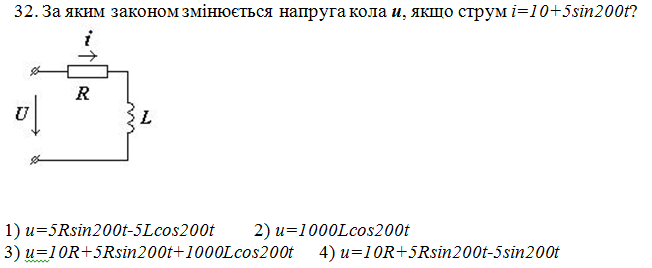 32. За яким законом змінюється напруга кола u, якщо струм i=10+5sin200t?
i
R
U
L
1) u=5Rsin200t-5Lcos200t 2) u=1000Lcos200t
3) u=10R+5Rsin200t+1000Lcos200t 4) u=10R+5Rsin200t-5sin200t